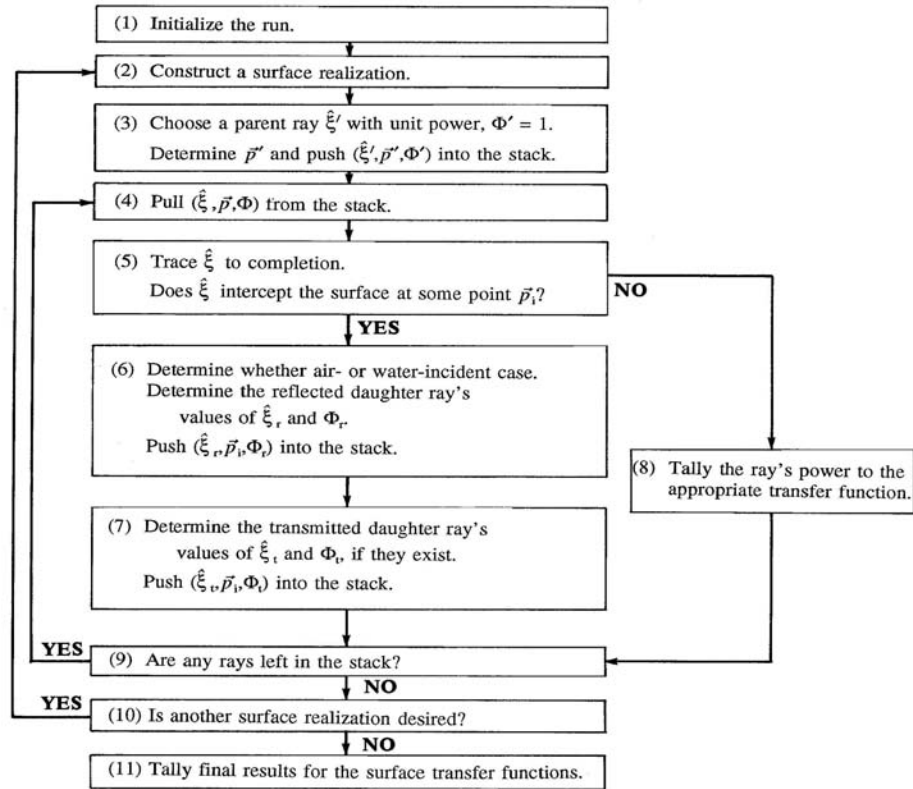 (1) Initialize the run.
(2) Construct a surface realization.
(3) Choose a parent ray ξ̂′ with unit power, Φ′ = 1.
Determine p⃗′ and push (ξ̂′,p⃗′,Φ′) into the stack.
(4) Pull (ξ̂,p⃗,Φ) from the stack.
(5) Trace ξ̂ to completion.
Does ξ̂ intercept the surface at some point p⃗ᵢ?
NO
YES
(6) Determine whether air- or water-incident case.
Determine the reflected daughter ray's
values of ξ̂ᵣ and Φᵣ.
Push (ξ̂ᵣ,p⃗ᵢ,Φᵣ) into the stack.
(8) Tally the ray's power to the
appropriate transfer function.
(7) Determine the transmitted daughter ray's
values of ξ̂ₜ and Φₜ, if they exist.
Push (ξ̂ₜ,p⃗ᵢ,Φₜ) into the stack.
YES
(9) Are any rays left in the stack?
NO
YES
(10) Is another surface realization desired?
NO
(11) Tally final results for the surface transfer functions.